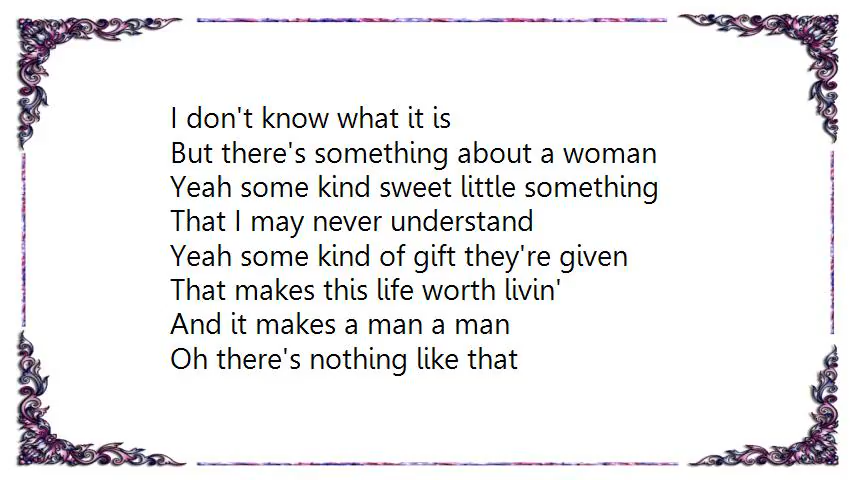 I don't know what it is
But there's something about a woman
Yeah some kind sweet little something
That I may never understand
Yeah some kind of gift they're given
That makes this life worth livin'
And it makes a man a man
Oh there's nothing like that